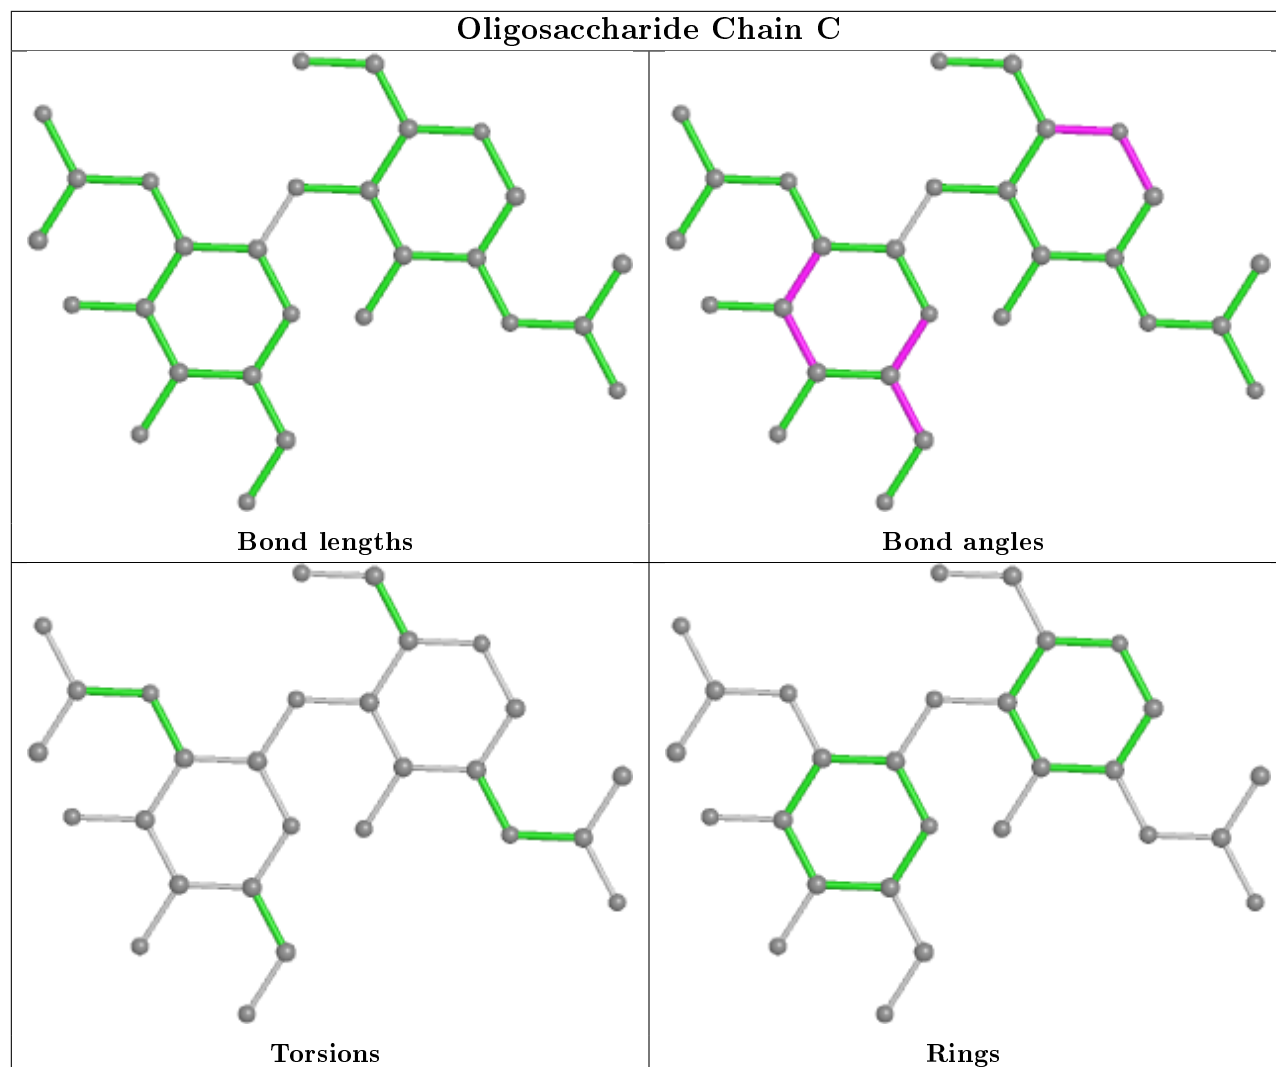 Oligosaccharide Chain C
Bond lengths
Bond angles
Torsions
Rings